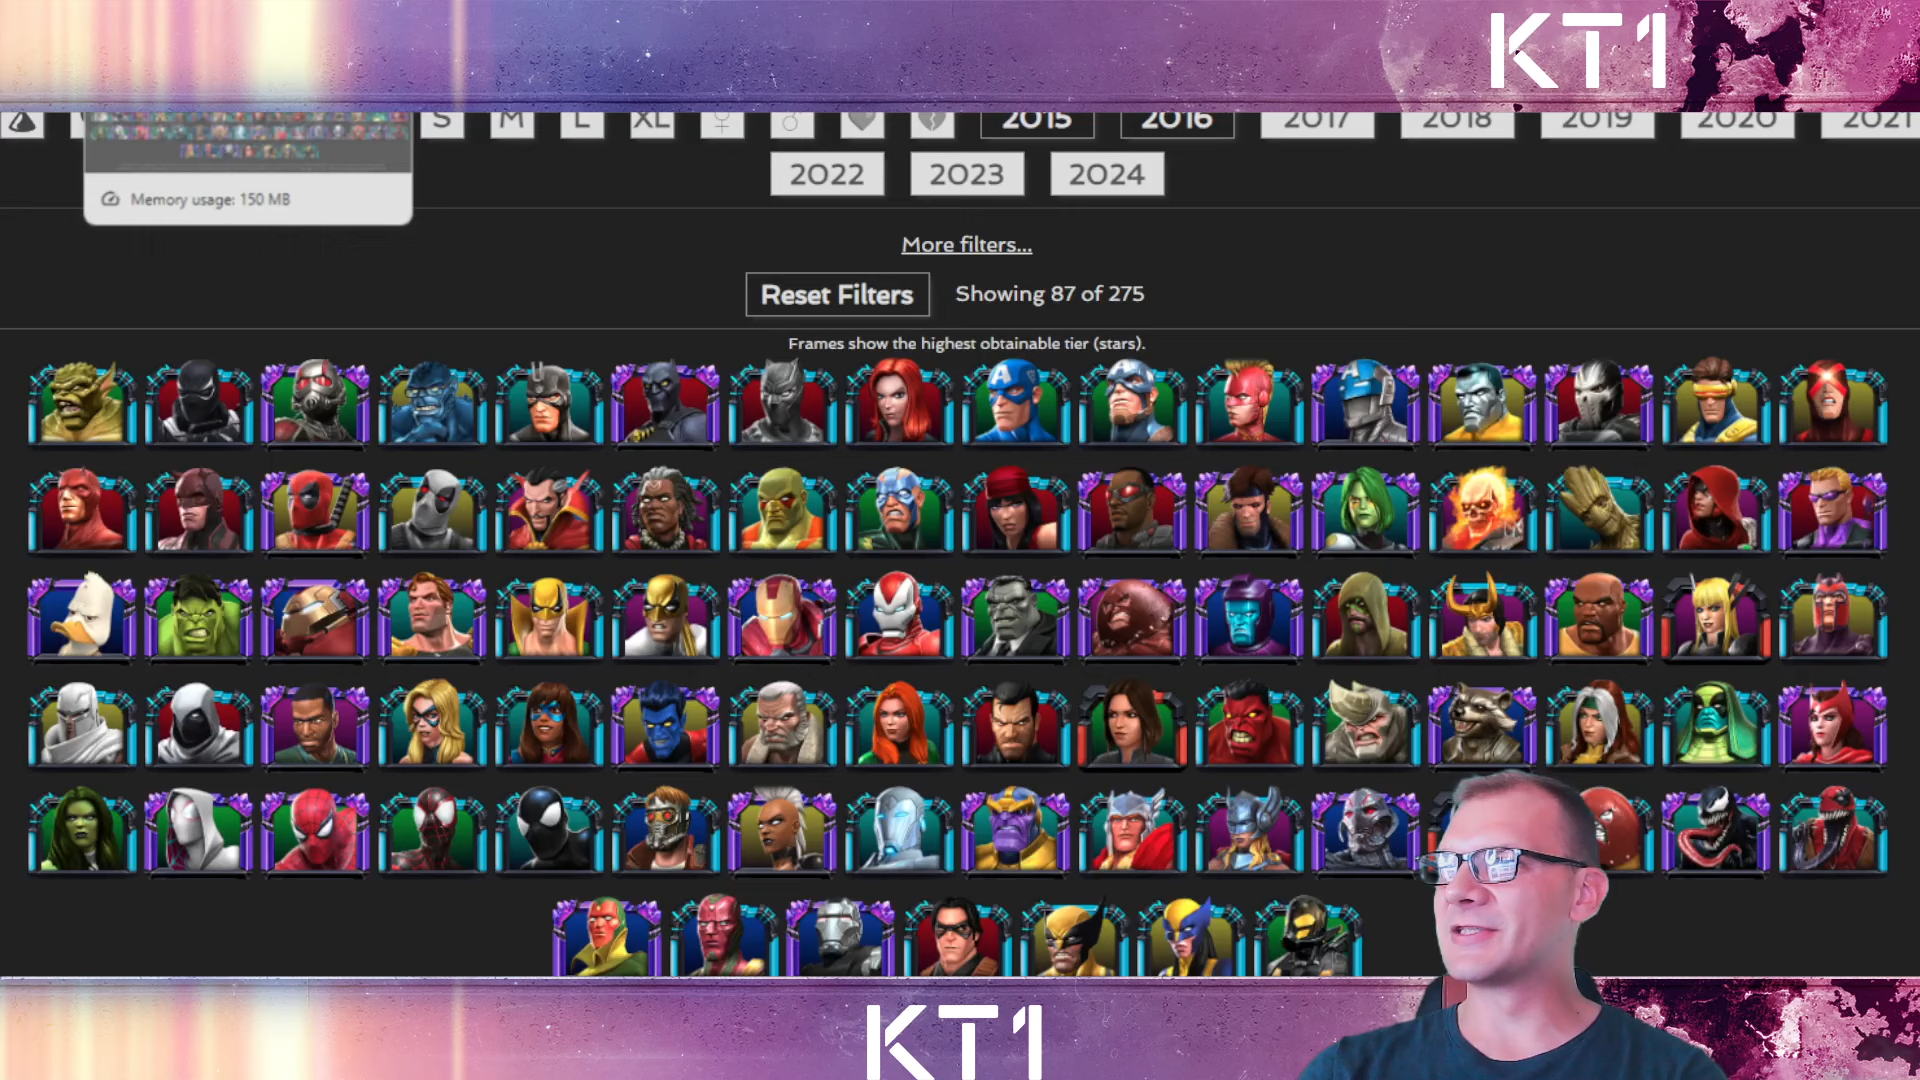 KT1
S M L XL 2015 2016 2017 2018 2019 2020 2021
2022 2023 2024
Memory usage: 150 MB
More filters...
Reset Filters Showing 87 of 275
Frames show the highest obtainable tier (stars).
KT1